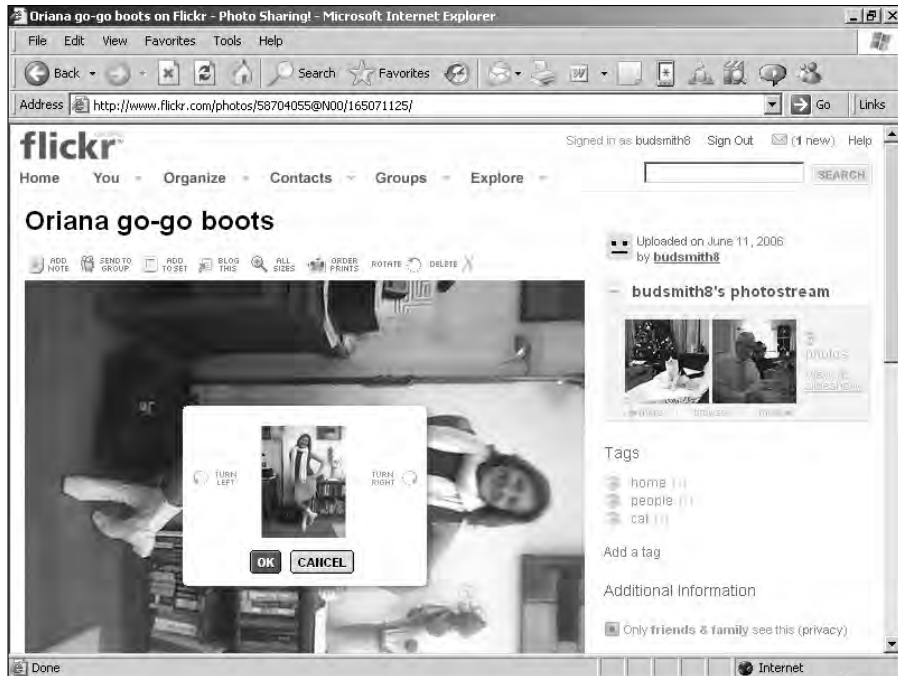 Oriana go-go boots on Flickr - Photo Sharing! - Microsoft Internet Explorer
File Edit View Favorites Tools Help
Back Search Favorites
Address http://www.flickr.com/photos/58704055@N00/165071125/ Go Links
flickr Signed in as budsmith8 Sign Out (1 new) Help
Home You Organize Contacts Groups Explore SEARCH
Oriana go-go boots
Uploaded on June 11, 2006
by budsmith8
ADD NOTE SEND TO GROUP ADD TO SET BLOG THIS ALL SIZES ORDER PRINTS ROTATE DELETE
budsmith8's photostream
photos
TURN LEFT TURN RIGHT
OK CANCEL
Tags
home
people
cat
Add a tag
Additional Information
Only friends & family see this (privacy)
Done Internet